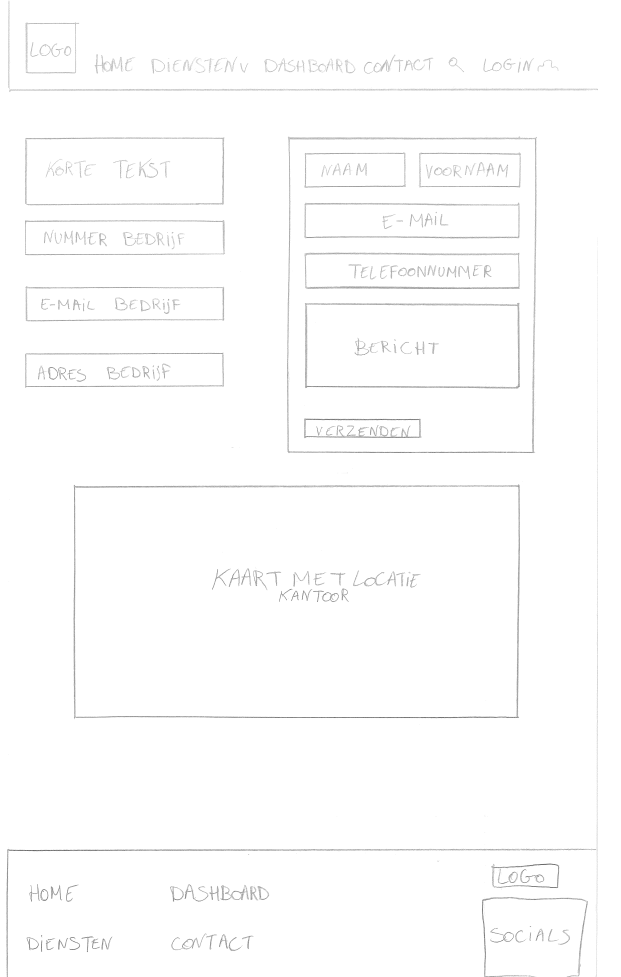 LOGO
HOME DIENSTEN DASHBOARD CONTACT LOGIN
KORTE TEKST
NUMMER BEDRIJF
E-MAIL BEDRIJF
ADRES BEDRIJF
NAAM VOORNAAM
E-MAIL
TELEFOONNUMMER
BERICHT
VERZENDEN
KAART MET LOCATIE
KANTOOR
HOME DASHBOARD
DIENSTEN CONTACT
LOGO
SOCIALS